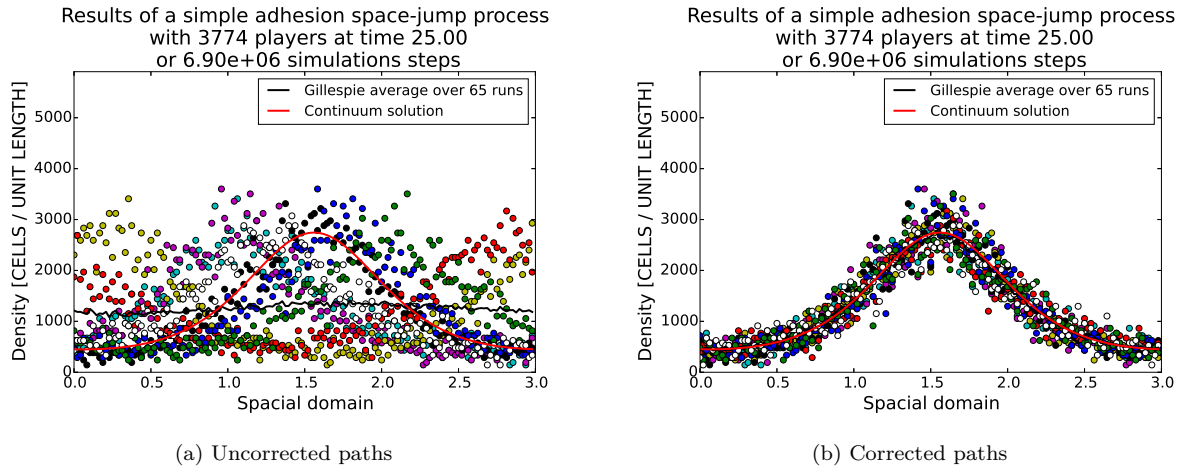 Results of a simple adhesion space-jump process
with 3774 players at time 25.00
or 6.90e+06 simulations steps
Gillespie average over 65 runs
Continuum solution
Density [CELLS / UNIT LENGTH]
5000
4000
3000
2000
1000
0
0.0 0.5 1.0 1.5 2.0 2.5 3.0
Spacial domain
(a) Uncorrected paths
Results of a simple adhesion space-jump process
with 3774 players at time 25.00
or 6.90e+06 simulations steps
Gillespie average over 65 runs
Continuum solution
Density [CELLS / UNIT LENGTH]
5000
4000
3000
2000
1000
0
0.0 0.5 1.0 1.5 2.0 2.5 3.0
Spacial domain
(b) Corrected paths